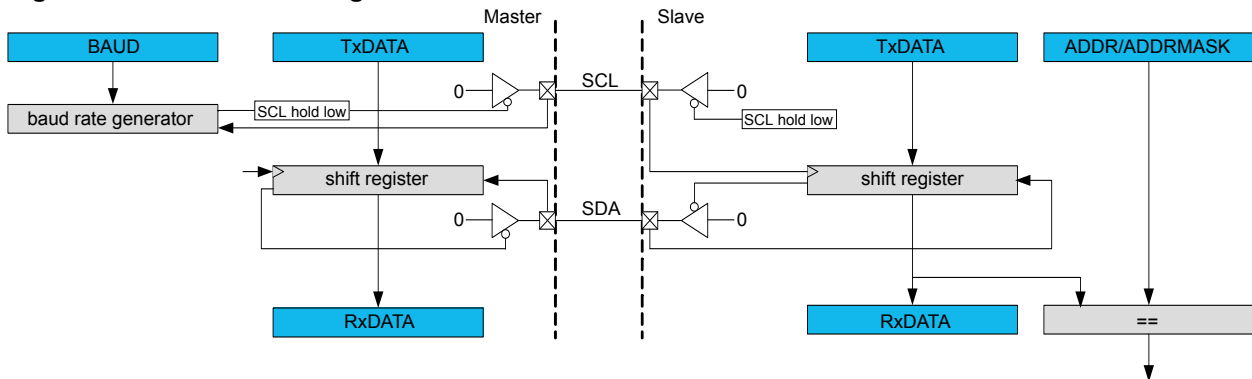 Master
Slave
BAUD
TxDATA
TxDATA
ADDR/ADDRMASK
SCL
0
0
SCL hold low
SCL hold low
baud rate generator
shift register
shift register
SDA
0
0
RxDATA
RxDATA
==